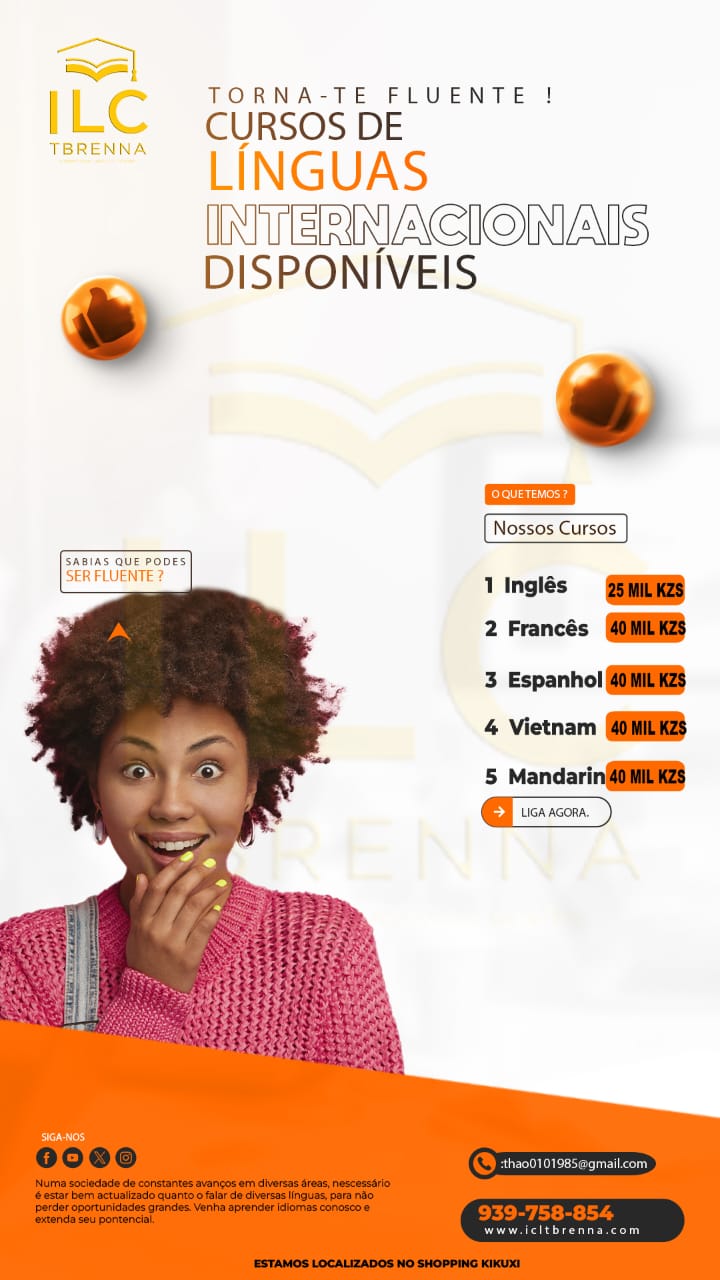 ILC
TBRENNA
TORNA-TE FLUENTE !
CURSOS DE
LÍNGUAS
INTERNACIONAIS
DISPONÍVEIS
O QUE TEMOS ?
Nossos Cursos
SABIAS QUE PODES
SER FLUENTE ?
1 Inglês 25 MIL KZS
2 Francês 40 MIL KZS
3 Espanhol 40 MIL KZS
4 Vietnam 40 MIL KZS
5 Mandarin 40 MIL KZS
LIGA AGORA.
ILC
TBRENNA
SIGA-NOS
Numa sociedade de constantes avanços em diversas áreas, nescessário
é estar bem actualizado quanto o falar de diversas línguas, para não
perder oportunidades grandes. Venha aprender idiomas conosco e
extenda seu pontencial.
:thao0101985@gmail.com
939-758-854
www.icltbrenna.com
ESTAMOS LOCALIZADOS NO SHOPPING KIKUXI